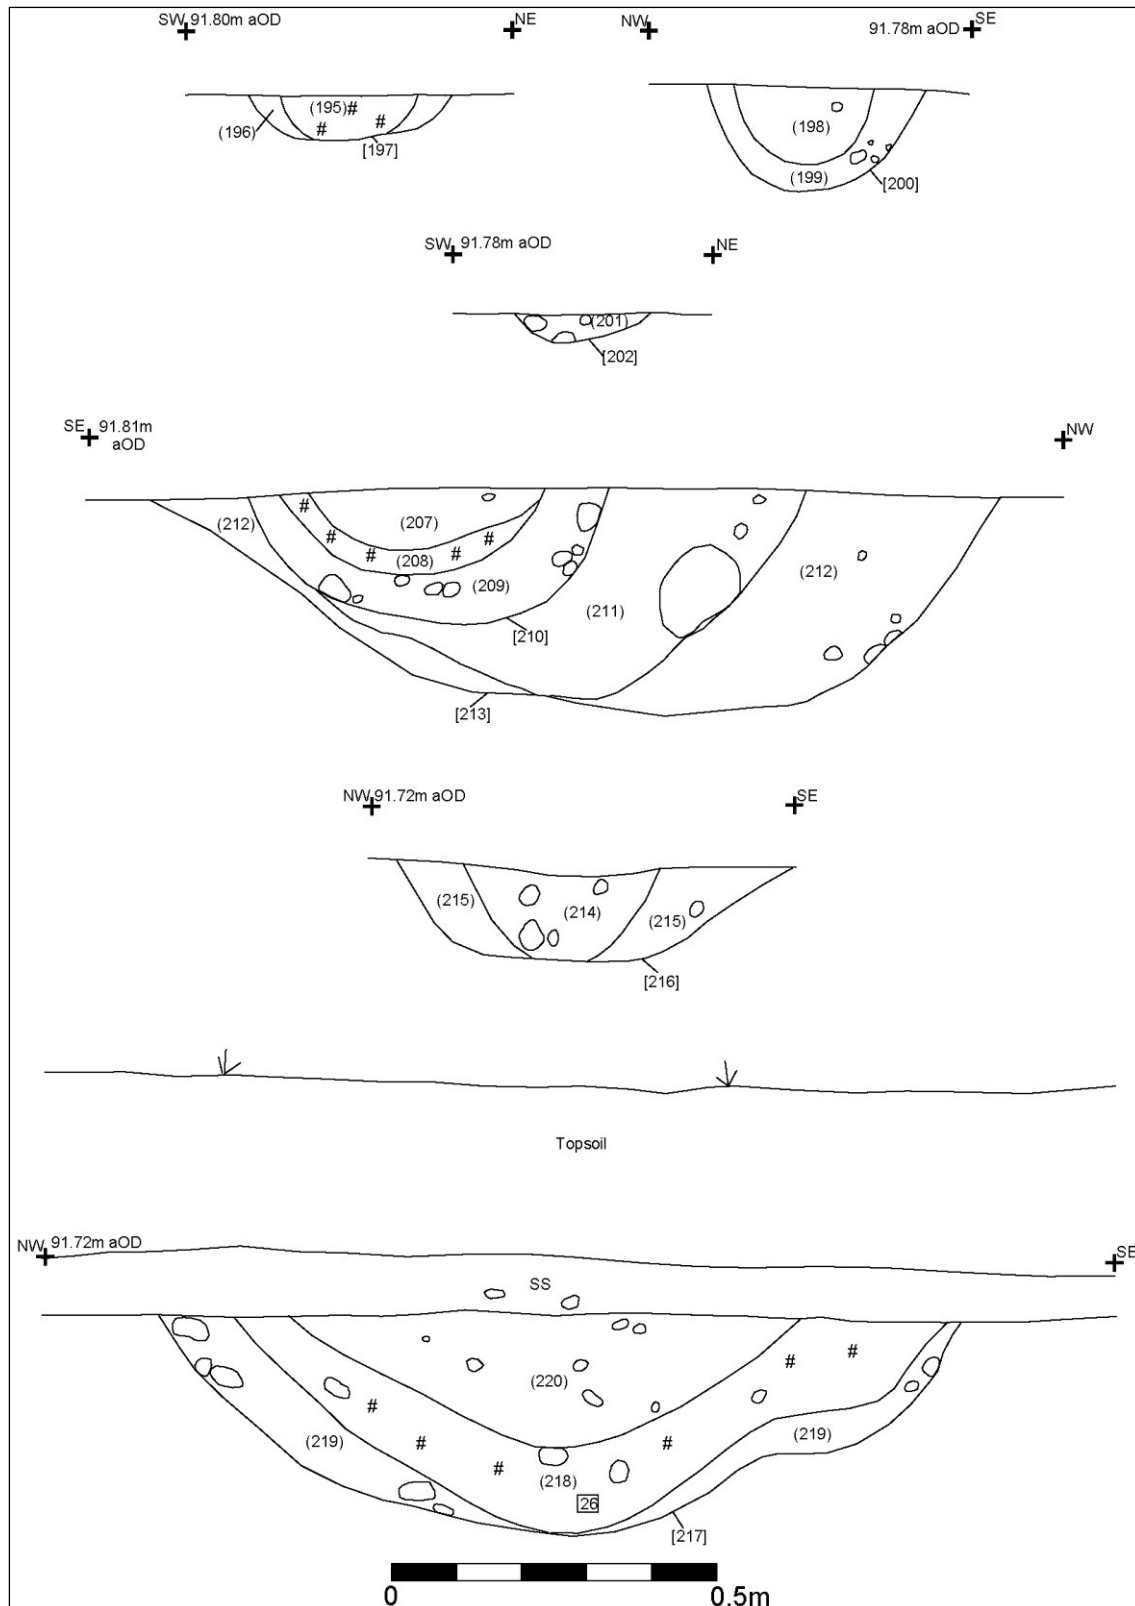 SW 91.80m aOD NE NW 91.78m aOD SE
(195) # # #
(196)
[197]
(198)
(199)
[200]
SW 91.78m aOD NE
(201)
[202]
SE 91.81m aOD NW
(207)
# # # # #
(208)
(209)
[210]
(211)
(212)
(212)
[213]
NW 91.72m aOD SE
(215) (214) (215)
[216]
Topsoil
NW 91.72m aOD SE
SS
(220)
# # # # # #
(219) (218) (219)
26
[217]
0 0.5m